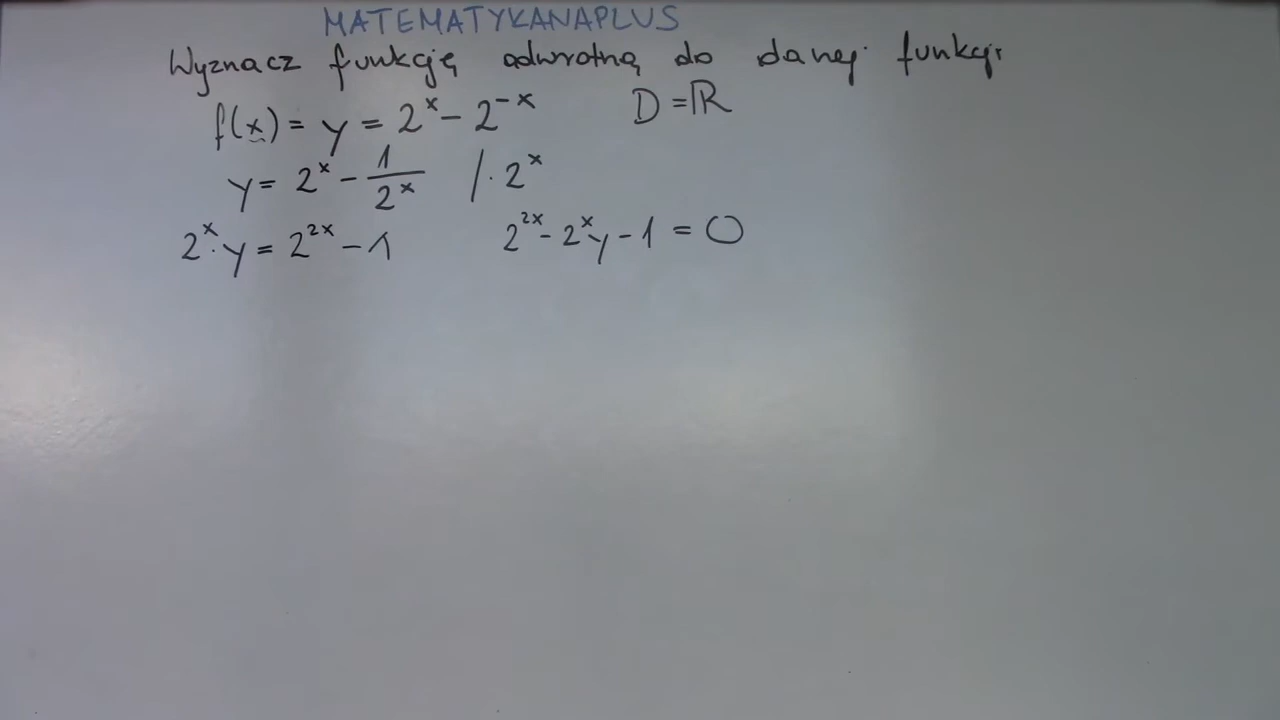 MATEMATYKANAPLUS
Wyznacz funkcję odwrotną do danej funkcji
f(x) = y = 2^x - 2^{-x} D = ℝ
y = 2^x - \frac{1}{2^x} / · 2^x
2^x · y = 2^{2x} - 1 2^{2x} - 2^x y - 1 = 0